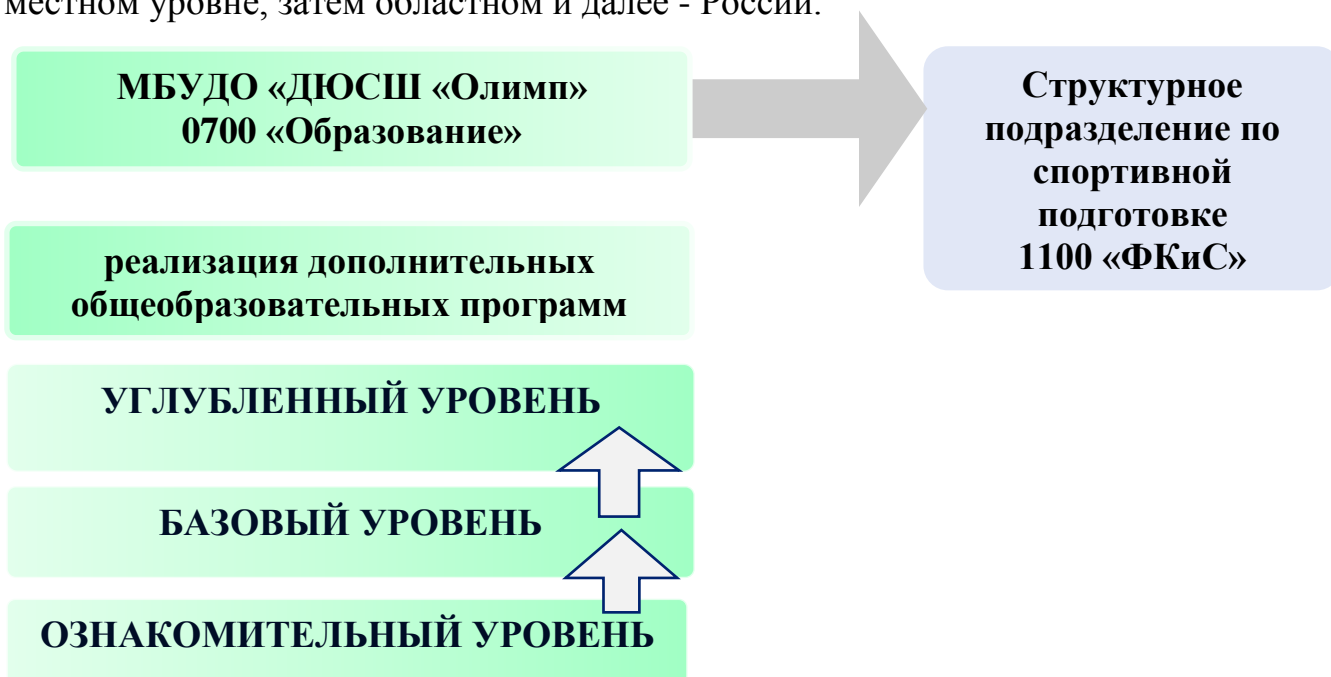 местном уровне, затем областном и далее - России.
МБУДО «ДЮСШ «Олимп»
0700 «Образование»
Структурное
подразделение по
спортивной
подготовке
1100 «ФКиС»
реализация дополнительных
общеобразовательных программ
УГЛУБЛЕННЫЙ УРОВЕНЬ
БАЗОВЫЙ УРОВЕНЬ
ОЗНАКОМИТЕЛЬНЫЙ УРОВЕНЬ